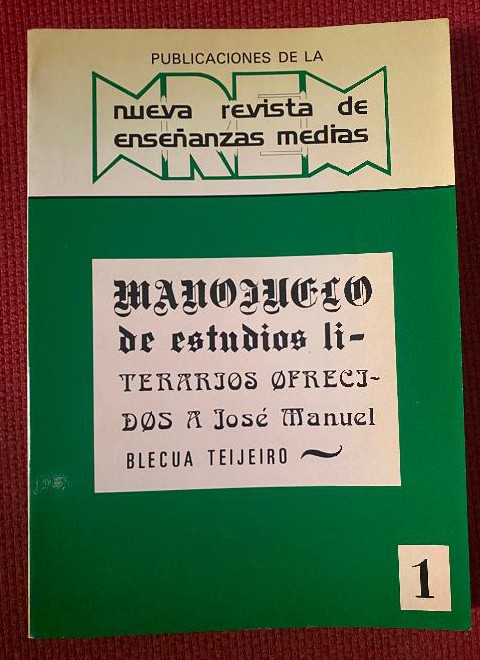 PUBLICACIONES DE LA
NREM
nueva revista de
enseñanzas medias
MANOJUELO
de estudios li-
TERARIOS OFRECI-
DOS A José Manuel
BLECUA TEIJEIRO ~
1